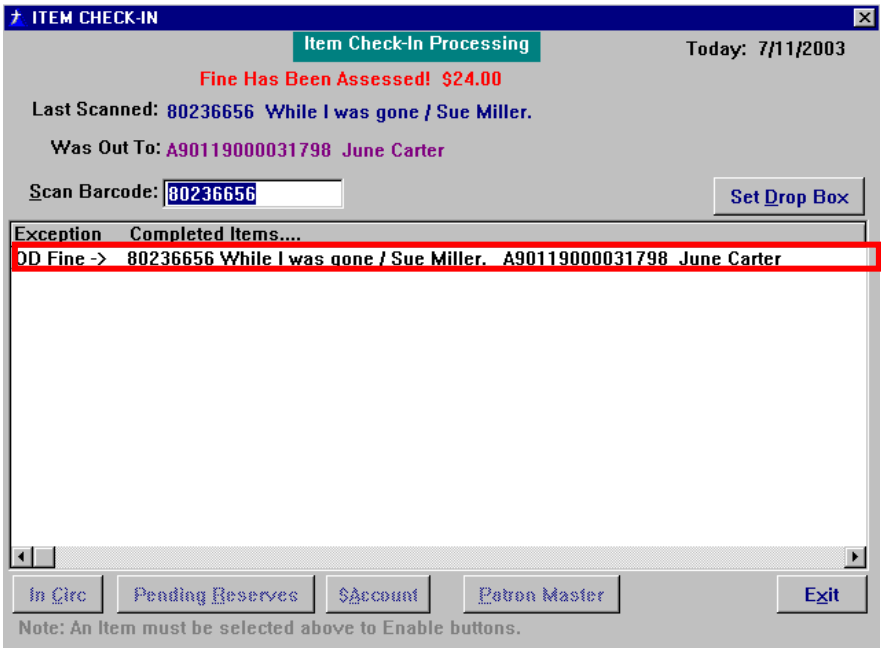 ITEM CHECK-IN
Item Check-In Processing
Today: 7/11/2003
Fine Has Been Assessed! $24.00
Last Scanned: 80236656 While I was gone / Sue Miller.
Was Out To: A90119000031798 June Carter
Scan Barcode: 80236656
Set Drop Box
Exception Completed Items....
OD Fine -> 80236656 While I was gone / Sue Miller. A90119000031798 June Carter
In Circ Pending Reserves $Account Patron Master Exit
Note: An Item must be selected above to Enable buttons.